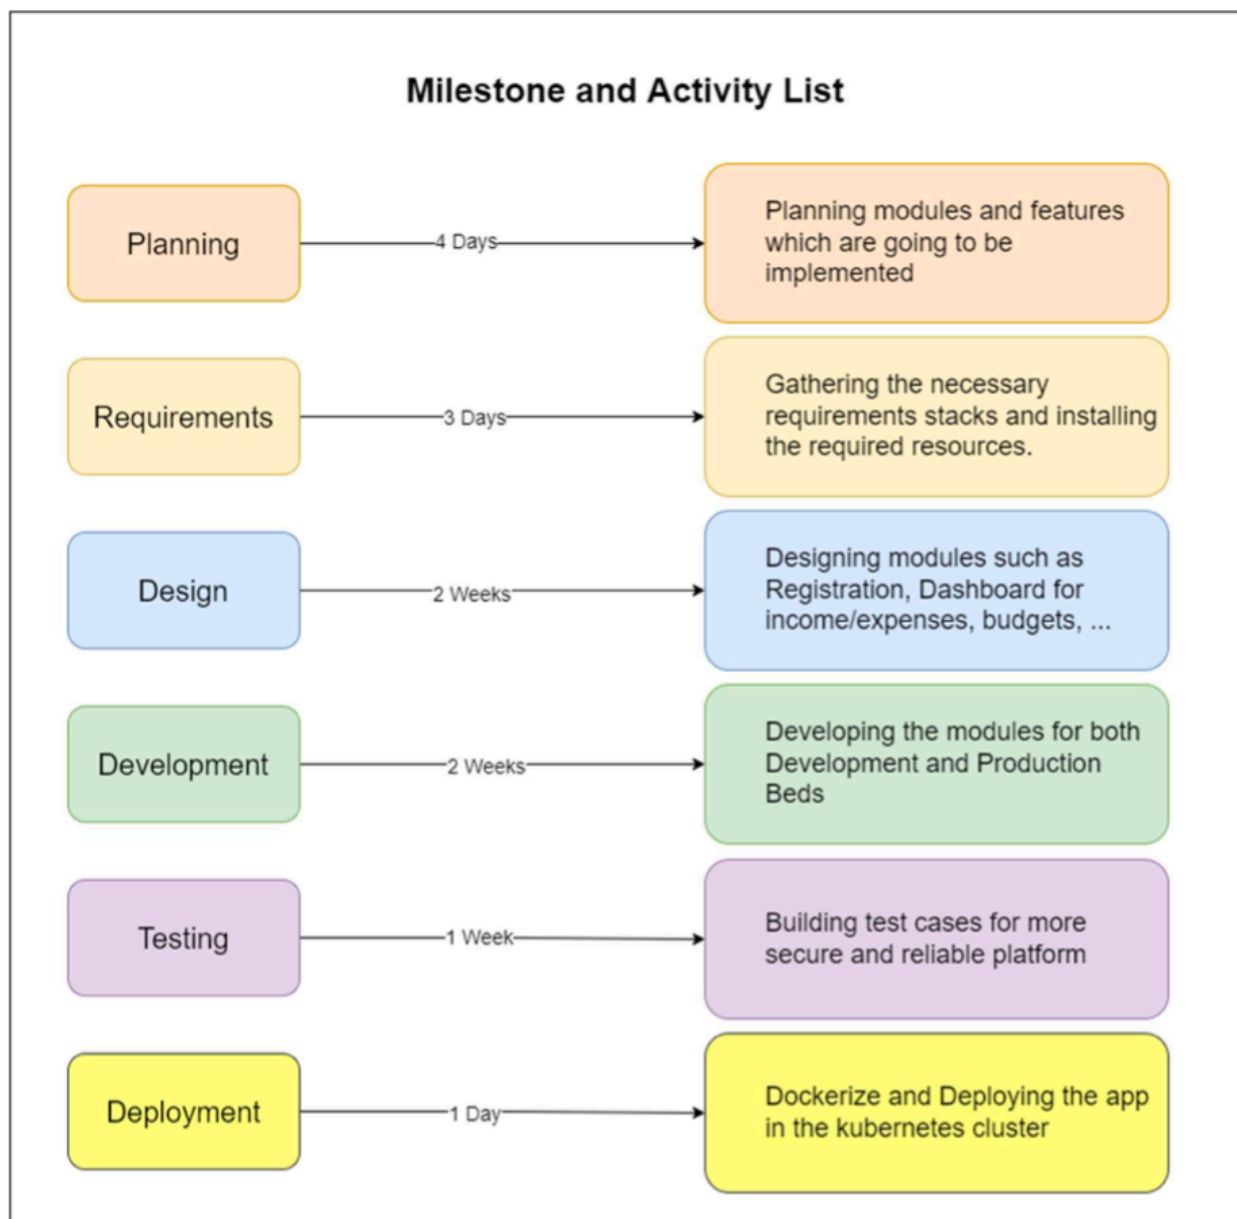 Milestone and Activity List
Planning
4 Days
Planning modules and features
which are going to be
implemented
Requirements
3 Days
Gathering the necessary
requirements stacks and installing
the required resources.
Design
2 Weeks
Designing modules such as
Registration, Dashboard for
income/expenses, budgets, ...
Development
2 Weeks
Developing the modules for both
Development and Production
Beds
Testing
1 Week
Building test cases for more
secure and reliable platform
Deployment
1 Day
Dockerize and Deploying the app
in the kubernetes cluster